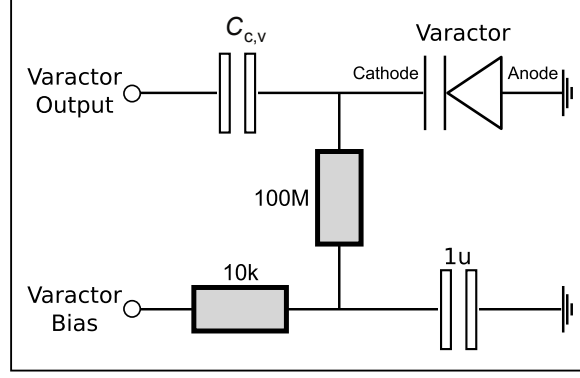 C c,v
Varactor
Varactor
Output
Cathode
Anode
100M
10k
1u
Varactor
Bias